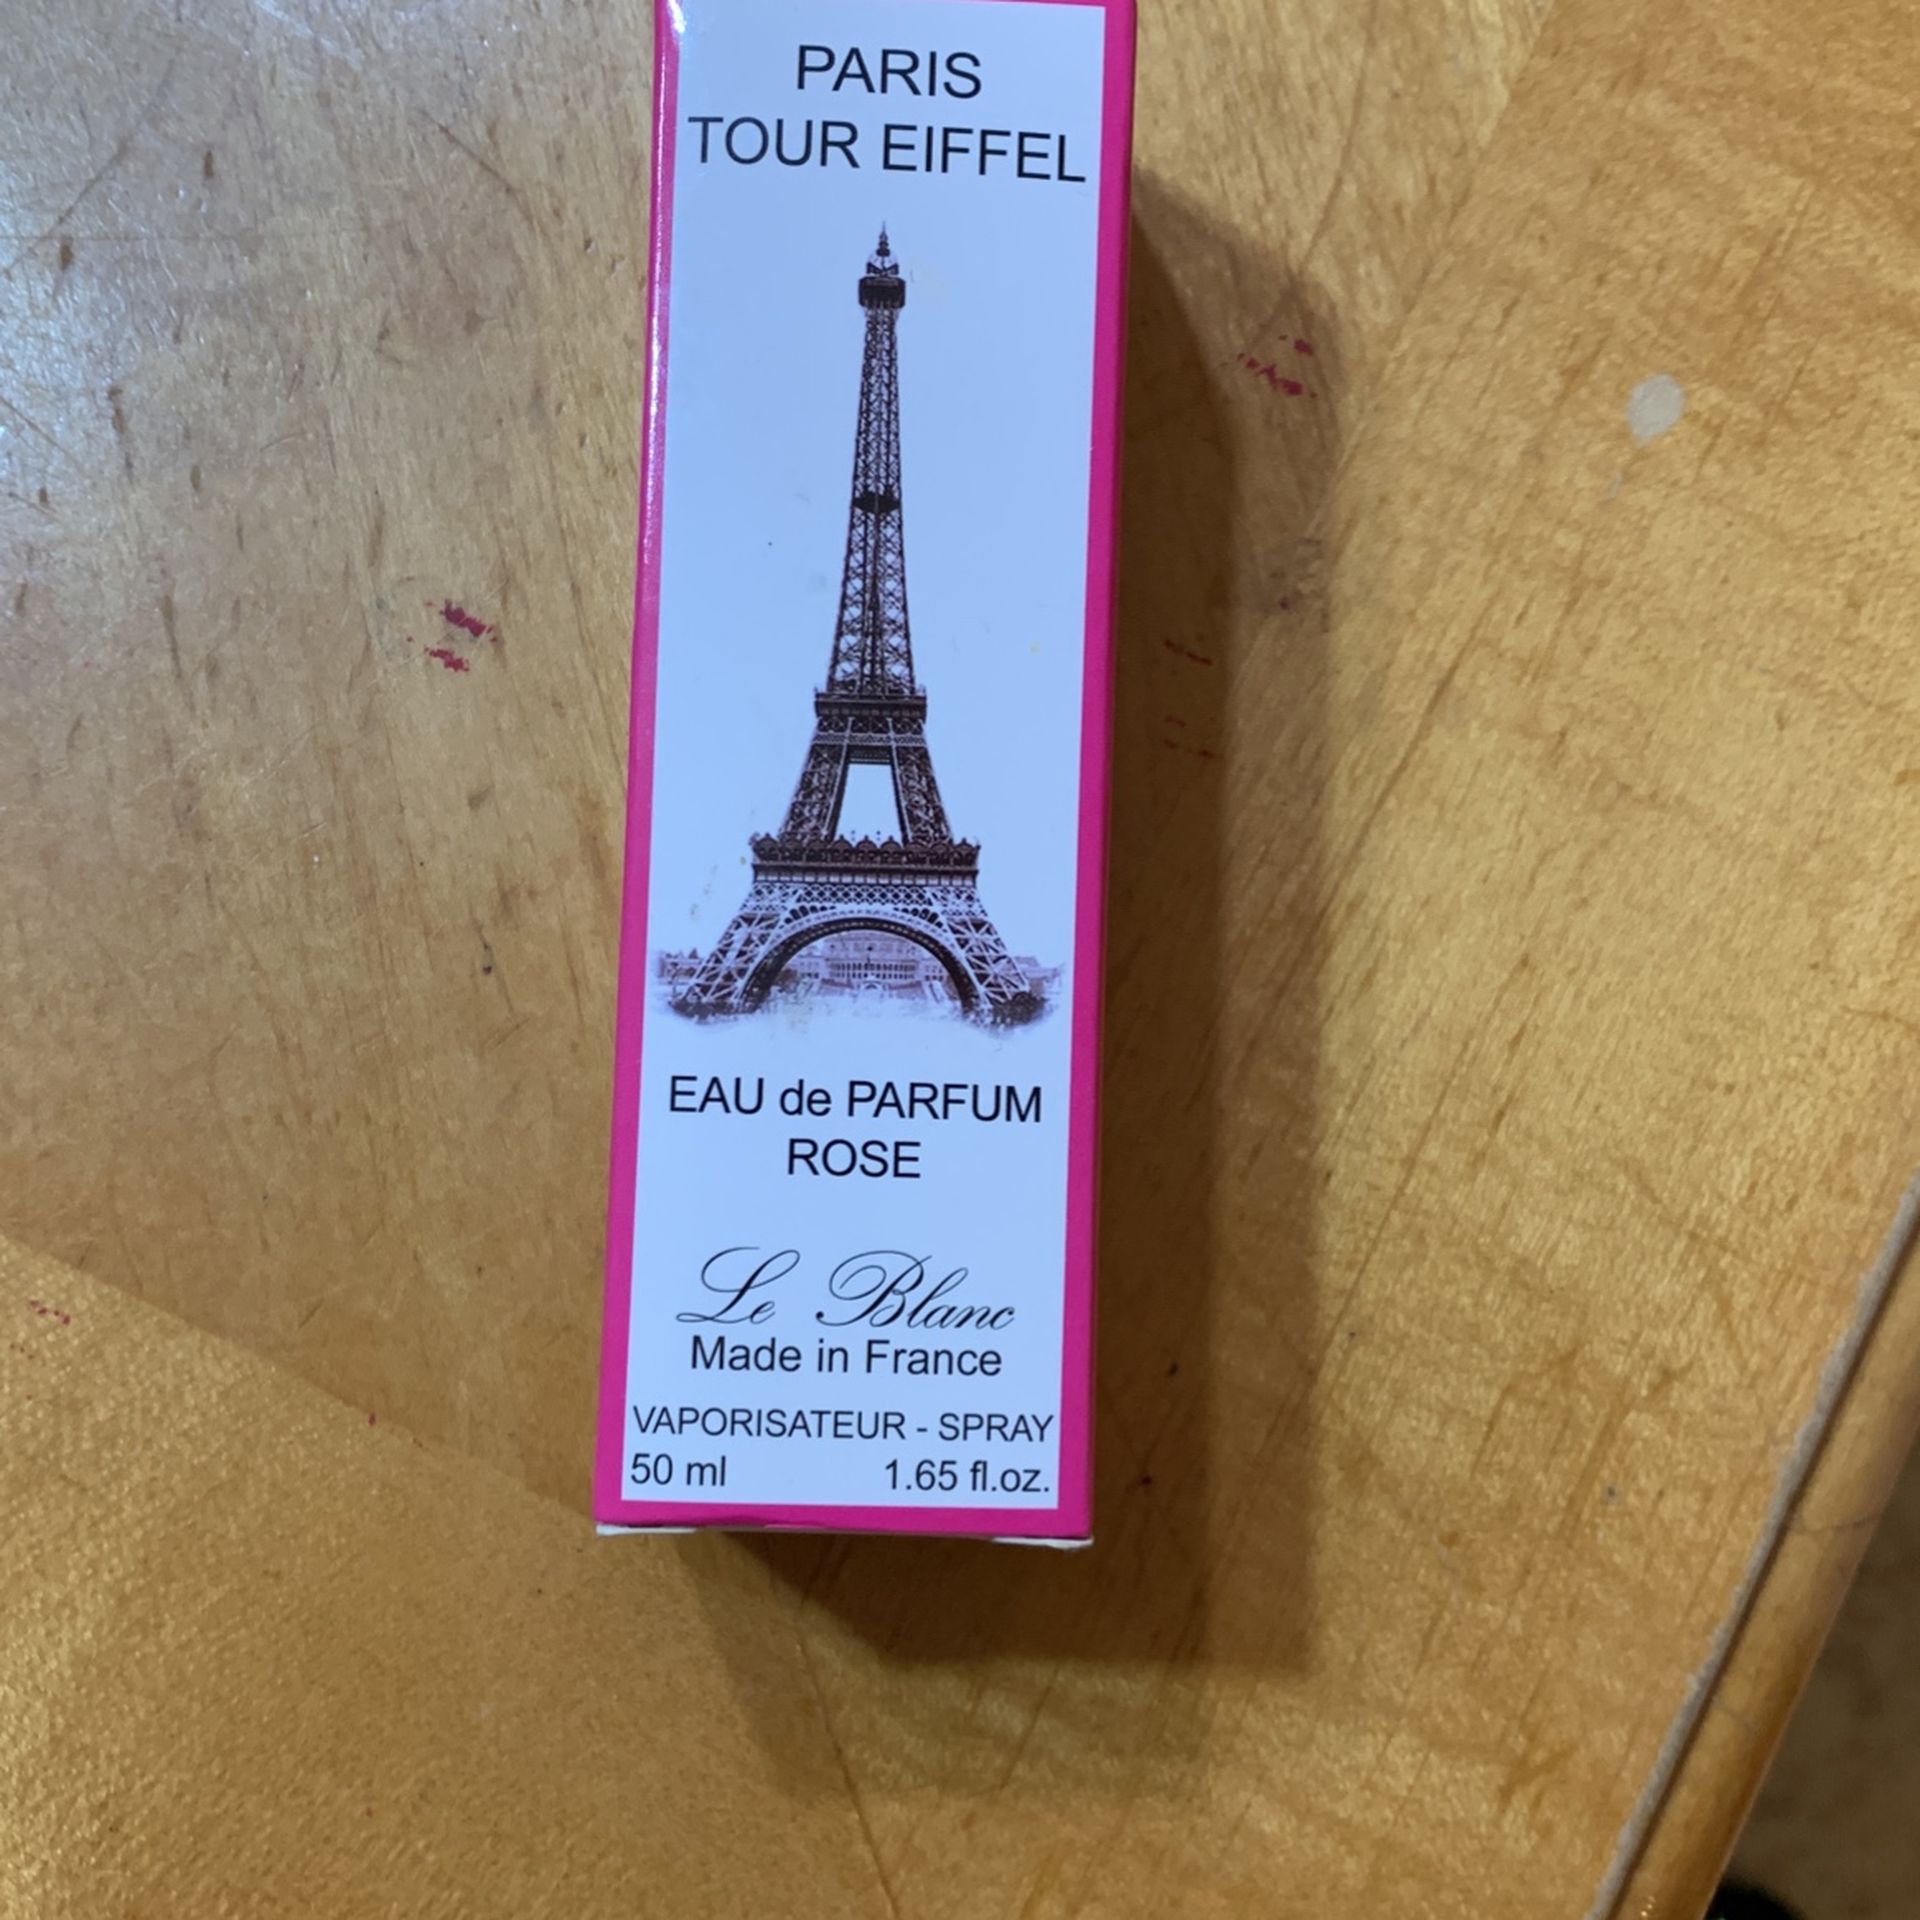 PARIS
TOUR EIFFEL
EAU de PARFUM
ROSE
Le Blanc
Made in France
VAPORISATEUR - SPRAY
50 ml 1.65 fl.oz.